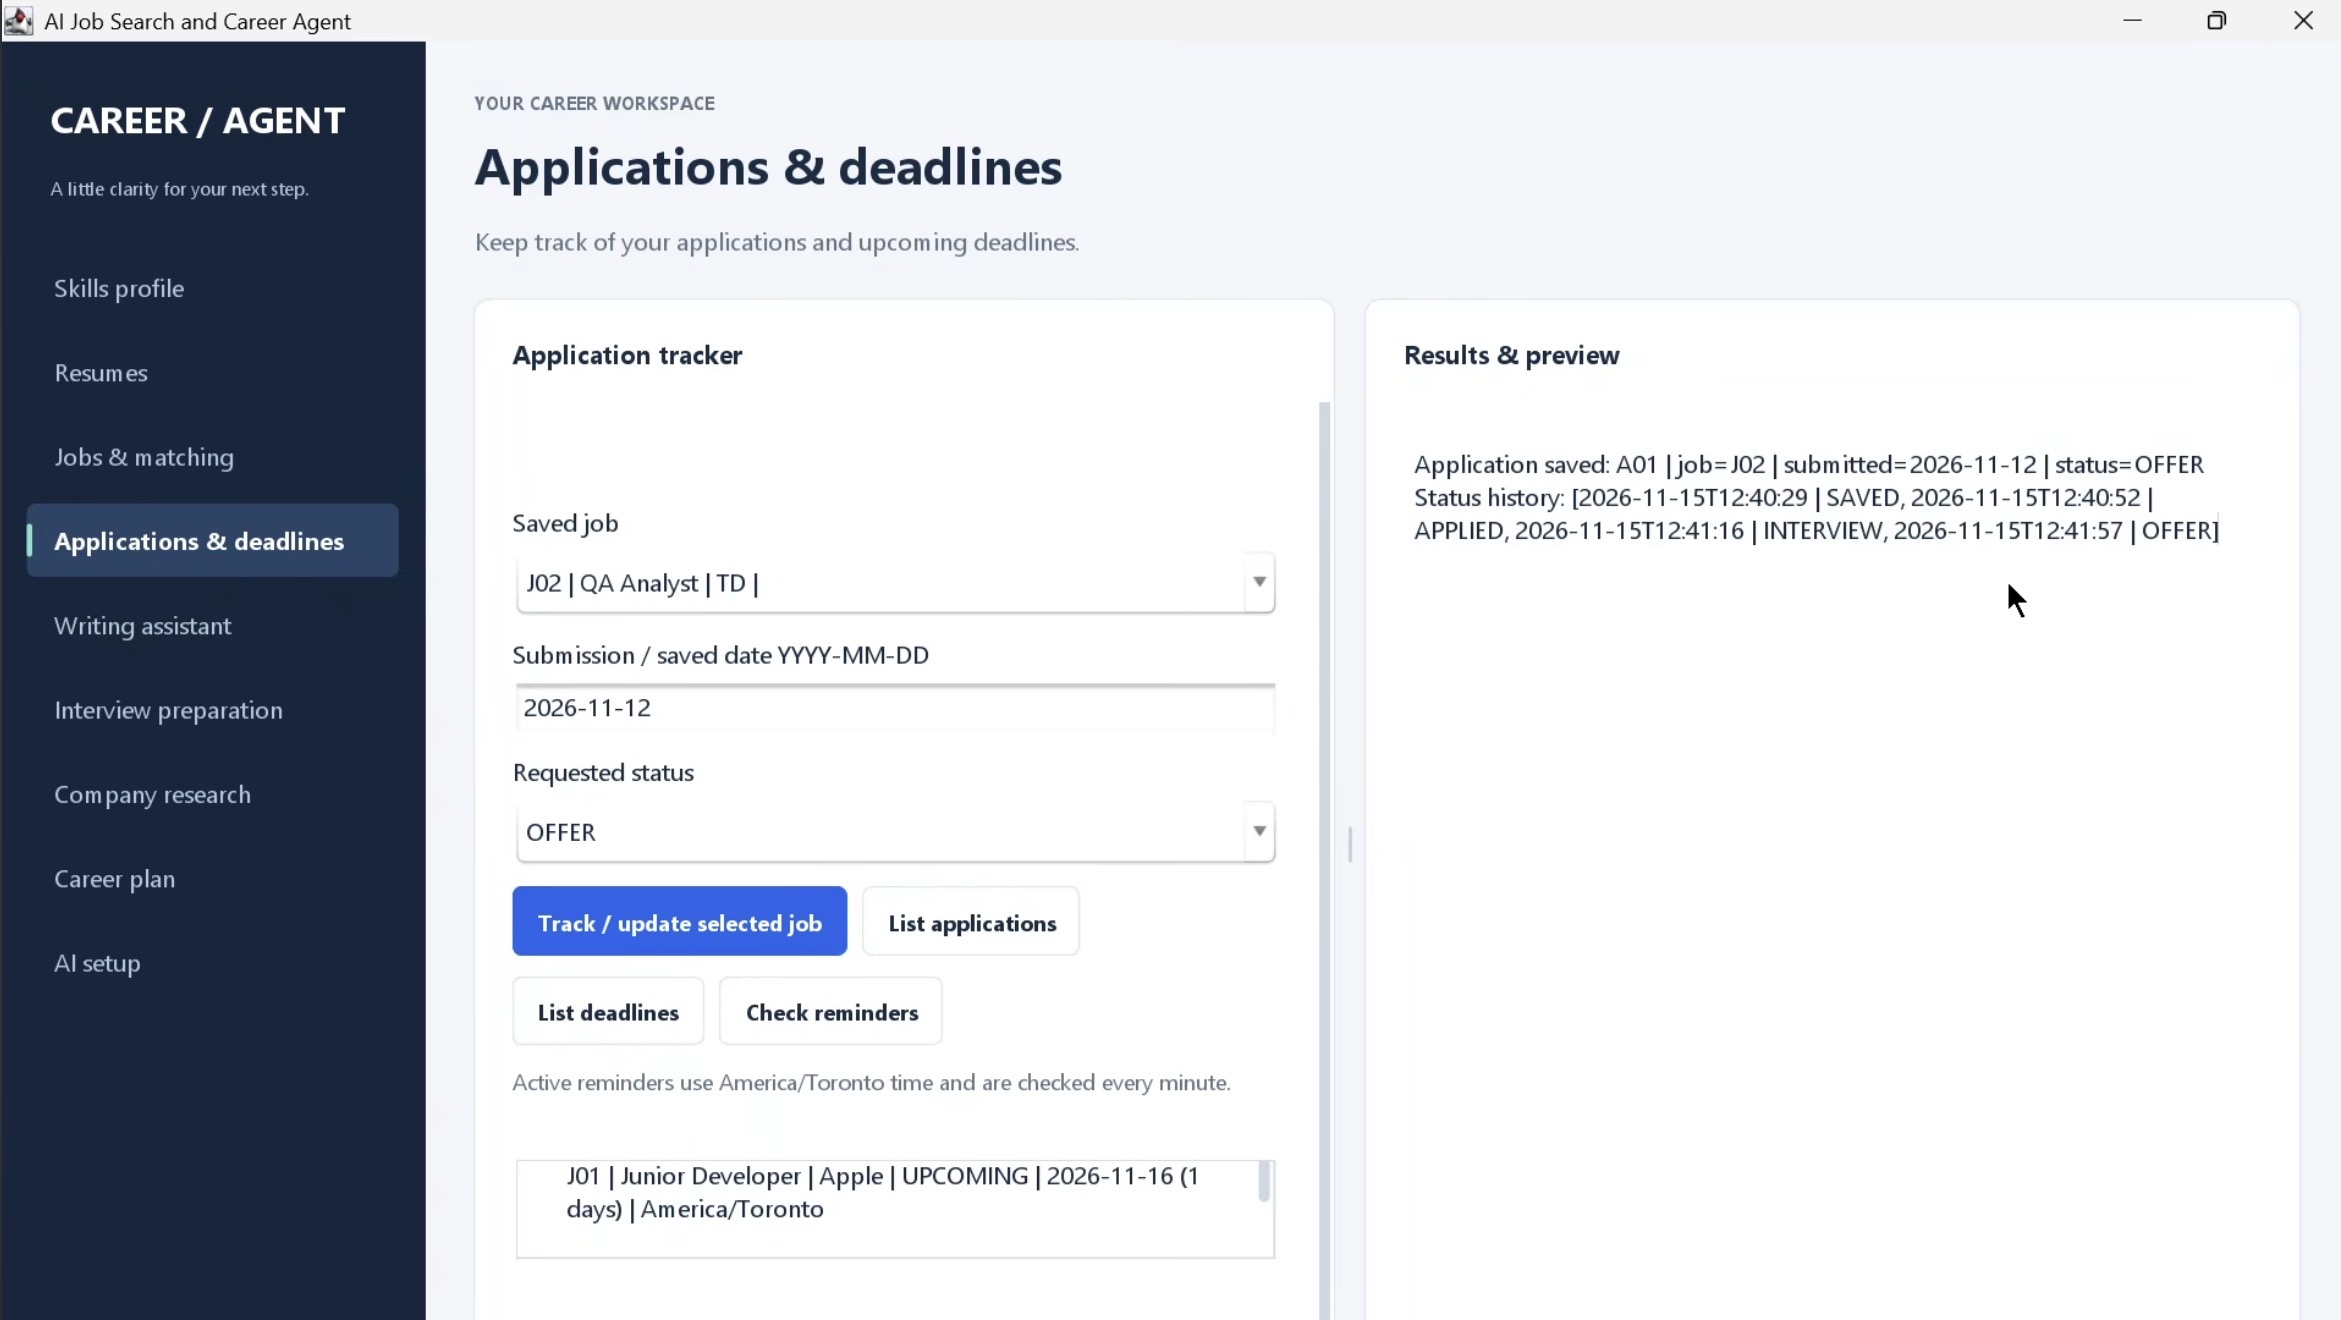 AI Job Search and Career Agent
CAREER / AGENT
A little clarity for your next step.
Skills profile
Resumes
Jobs & matching
Applications & deadlines
Writing assistant
Interview preparation
Company research
Career plan
AI setup
YOUR CAREER WORKSPACE
Applications & deadlines
Keep track of your applications and upcoming deadlines.
Application tracker
Saved job
J02 | QA Analyst | TD |
Submission / saved date YYYY-MM-DD
2026-11-12
Requested status
OFFER
Track / update selected job
List applications
List deadlines
Check reminders
Active reminders use America/Toronto time and are checked every minute.
J01 | Junior Developer | Apple | UPCOMING | 2026-11-16 (1
days) | America/Toronto
Results & preview
Application saved: A01 | job=J02 | submitted=2026-11-12 | status=OFFER
Status history: [2026-11-15T12:40:29 | SAVED, 2026-11-15T12:40:52 |
APPLIED, 2026-11-15T12:41:16 | INTERVIEW, 2026-11-15T12:41:57 | OFFER]